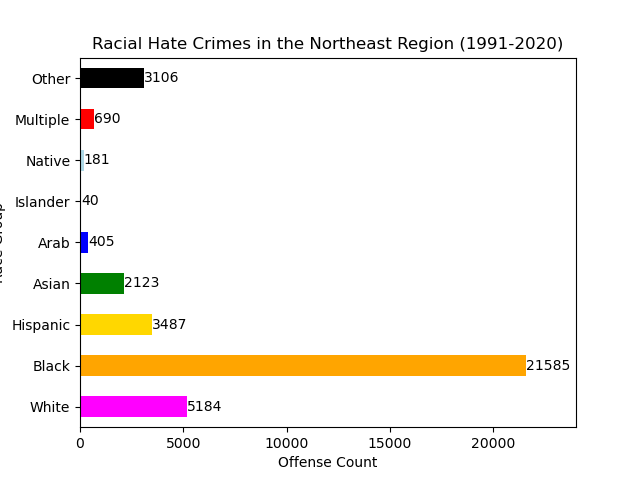 Racial Hate Crimes in the Northeast Region (1991-2020)
Other 3106
Multiple 690
Native 181
Islander 40
Arab 405
Asian 2123
Hispanic 3487
Black 21585
White 5184
0 5000 10000 15000 20000
Offense Count